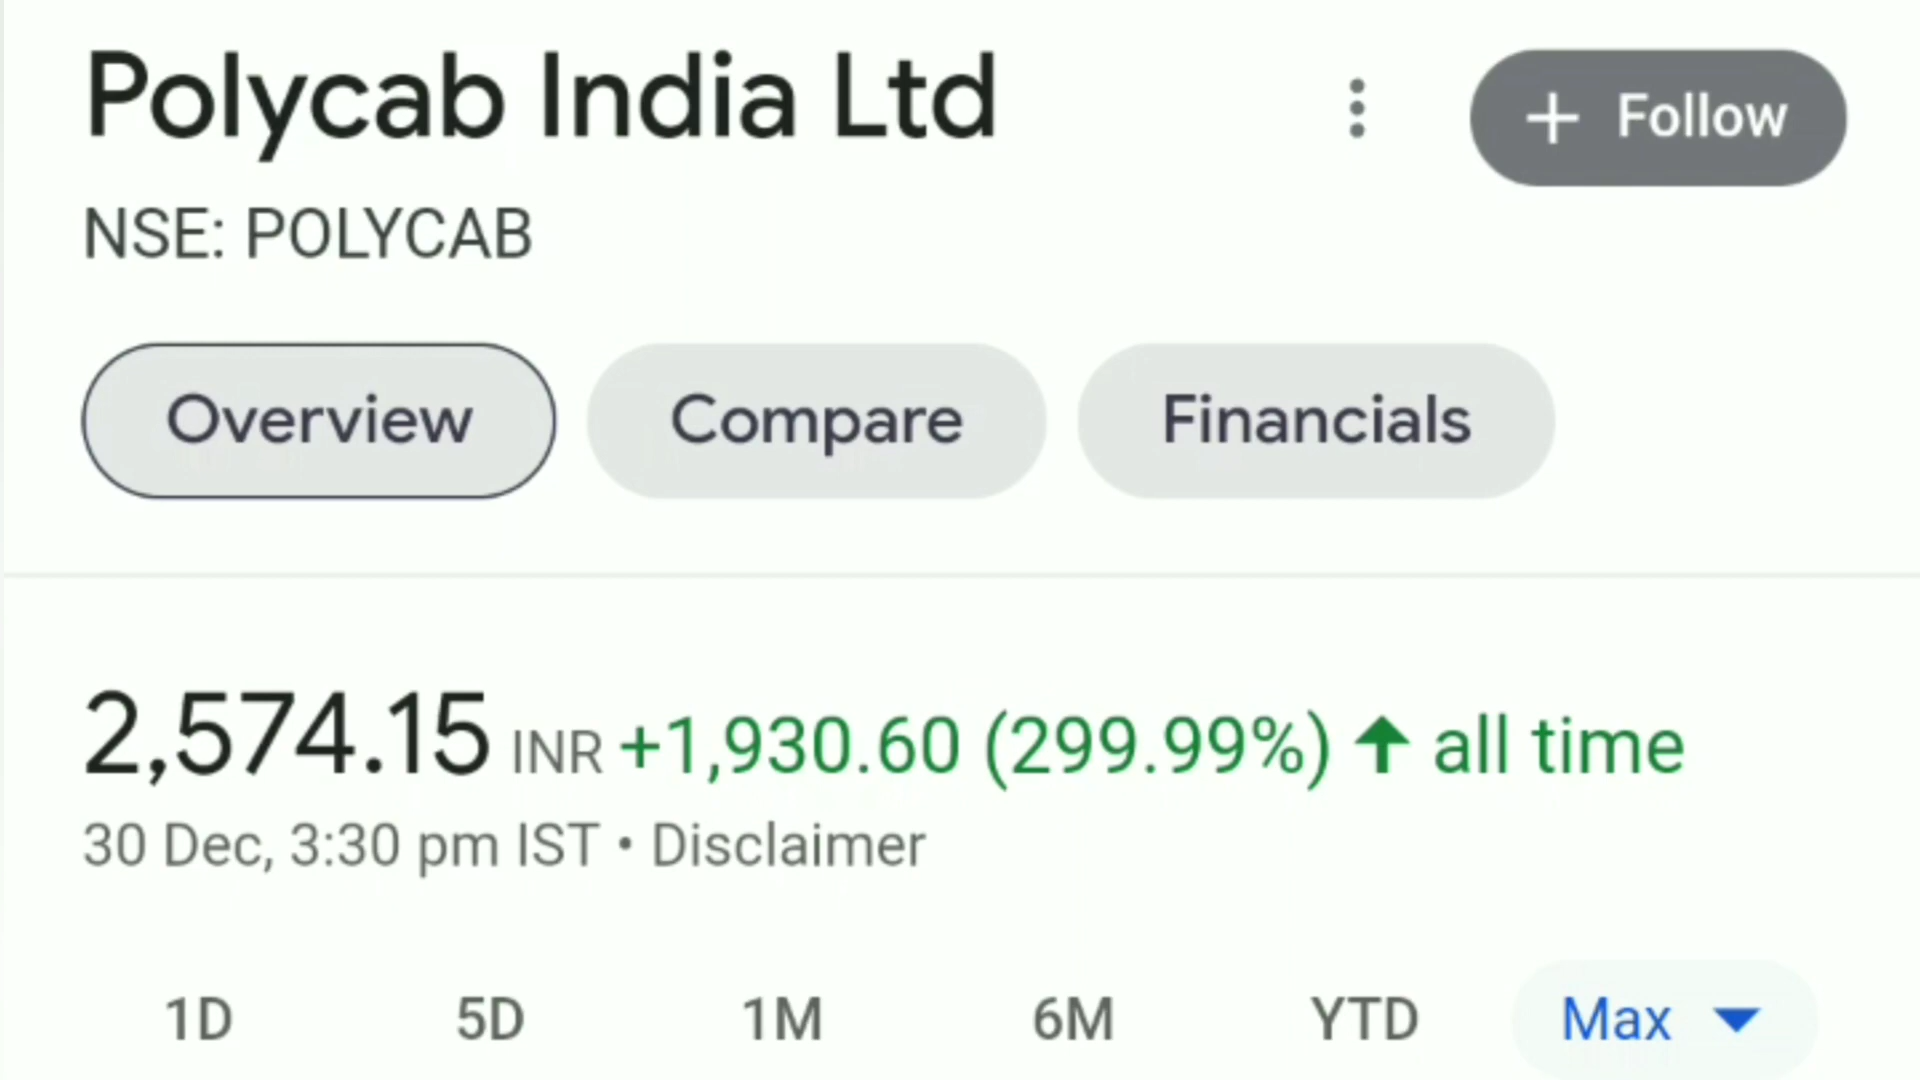 Polycab India Ltd
+ Follow
NSE: POLYCAB
Overview Compare Financials
2,574.15 INR +1,930.60 (299.99%) ↑ all time
30 Dec, 3:30 pm IST • Disclaimer
1D 5D 1M 6M YTD Max